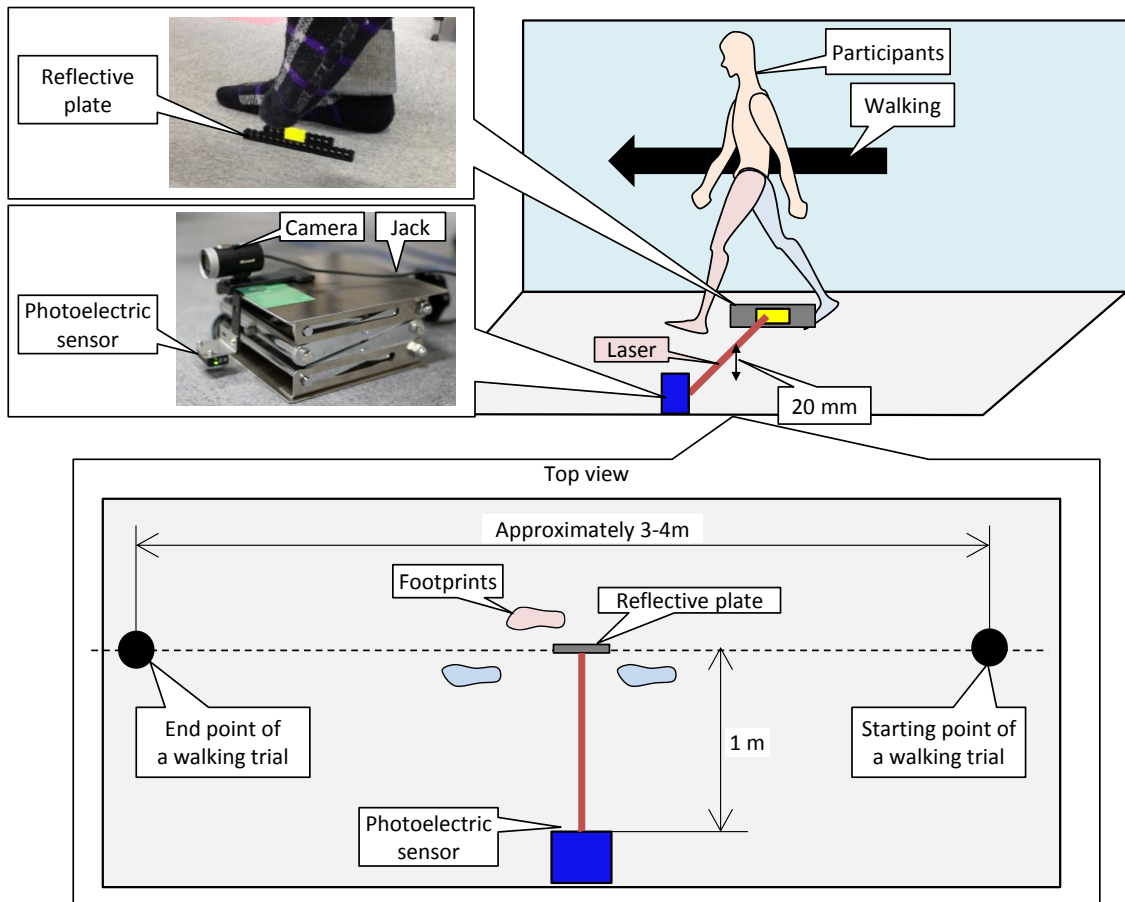 Reflective
plate
Participants
Walking
Camera
Jack
Photoelectric
sensor
Laser
20 mm
Top view
Approximately 3-4m
Footprints
Reflective plate
End point of
a walking trial
1 m
Starting point of
a walking trial
Photoelectric
sensor